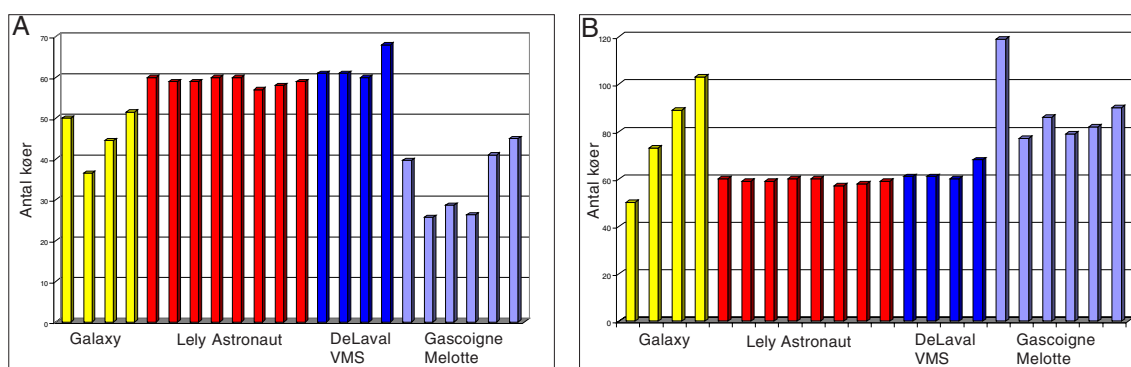 A
70
60
50
40
30
20
10
0
Antal køer
Galaxy
Lely Astronaut
DeLaval
VMS
Gascoigne
Melotte
B
120
100
80
60
40
20
0
Antal køer
Galaxy
Lely Astronaut
DeLaval
VMS
Gascoigne
Melotte